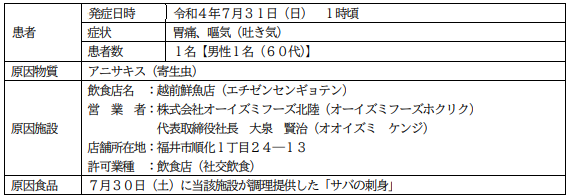 患者
発症日時 令和4年7月31日（日） 1時頃
症状 胃痛、嘔気（吐き気）
患者数 1名【男性1名（60代）】
原因物質 アニサキス（寄生虫）
原因施設
飲食店名 ：越前鮮魚店（エチゼンセンギョテン）
営 業 者：株式会社オーイズミフーズ北陸（オーイズミフーズホクリク）
代表取締役社長 大泉 賢治（オオイズミ ケンジ）
店舗所在地：福井市順化1丁目24―13
許可業種 ：飲食店（社交飲食）
原因食品 7月30日（土）に当該施設が調理提供した「サバの刺身」